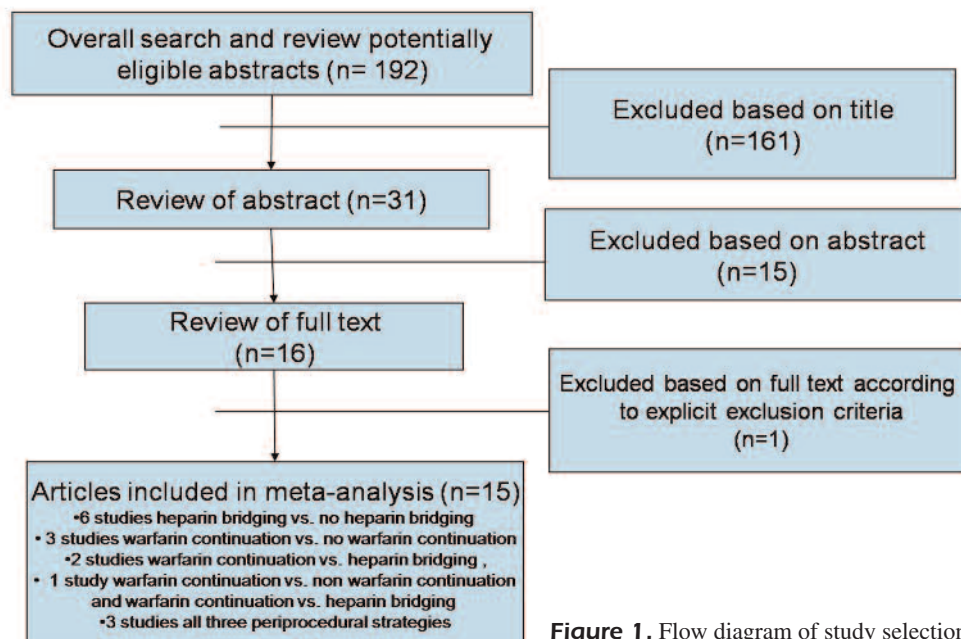 Overall search and review potentially
eligible abstracts (n= 192)
Excluded based on title
(n=161)
Review of abstract (n=31)
Excluded based on abstract
(n=15)
Review of full text
(n=16)
Excluded based on full text according
to explicit exclusion criteria
(n=1)
Articles included in meta-analysis (n=15)
•6 studies heparin bridging vs. no heparin bridging
• 3 studies warfarin continuation vs. no warfarin continuation
•2 studies warfarin continuation vs. heparin bridging ,
• 1 study warfarin continuation vs. non warfarin continuation
and warfarin continuation vs. heparin bridging
•3 studies all three periprocedural strategies
Figure 1. Flow diagram of study selection